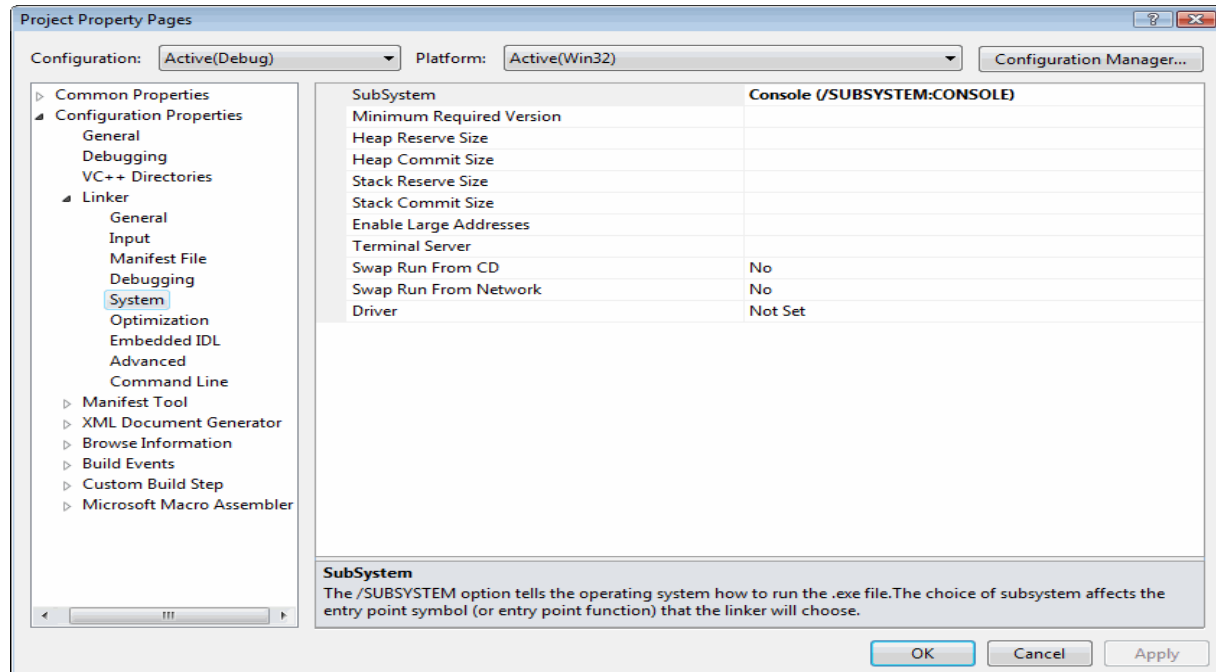 Project Property Pages
Configuration: Active(Debug) Platform: Active(Win32) Configuration Manager...
Common Properties
Configuration Properties
General
Debugging
VC++ Directories
Linker
General
Input
Manifest File
Debugging
System
Optimization
Embedded IDL
Advanced
Command Line
Manifest Tool
XML Document Generator
Browse Information
Build Events
Custom Build Step
Microsoft Macro Assembler
SubSystem Console (/SUBSYSTEM:CONSOLE)
Minimum Required Version
Heap Reserve Size
Heap Commit Size
Stack Reserve Size
Stack Commit Size
Enable Large Addresses
Terminal Server
Swap Run From CD No
Swap Run From Network No
Driver Not Set
SubSystem
The /SUBSYSTEM option tells the operating system how to run the .exe file.The choice of subsystem affects the
entry point symbol (or entry point function) that the linker will choose.
OK Cancel Apply